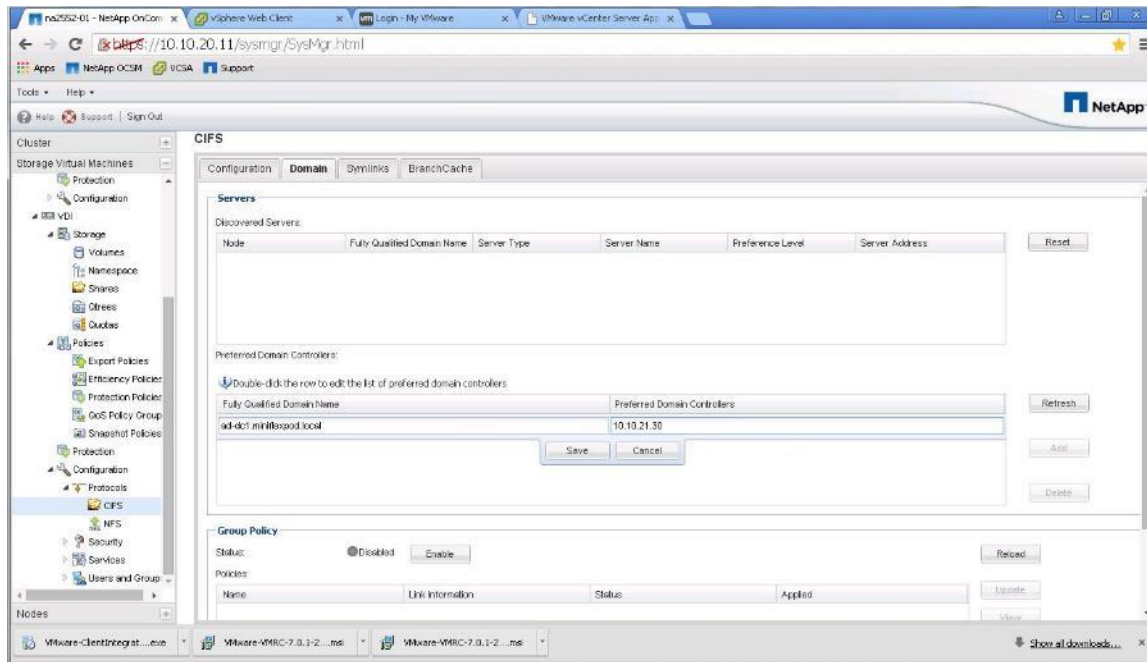 na2552-01 - NetApp OnCom
vSphere Web Client
Login - My VMware
VMware vCenter Server App
https://10.10.20.11/sysmgr/SysMgr.html
Apps NetApp OCSM VCSA Support
Tools Help
NetApp
Help Support | Sign Out
Cluster
CIFS
Storage Virtual Machines
Configuration Domain Symlinks BranchCache
Protection
Configuration
Servers
VDI
Discovered Servers:
Storage
Node Fully Qualified Domain Name Server Type Server Name Preference Level Server Address Reset
Volumes
Namespace
Shares
Qtrees
Quotas
Policies
Preferred Domain Controllers:
Export Policies
Double-click the row to edit the list of preferred domain controllers
Efficiency Policies
Protection Policies
Fully Qualified Domain Name Preferred Domain Controllers Refresh
QoS Policy Group
ad-dc1.miniflexpod.local 10.10.21.30
Snapshot Policies
Protection
Save Cancel Add
Configuration
Protocols
Delete
CIFS
NFS
Group Policy
Security
Status: Disabled Enable Reload
Services
Policies:
Users and Group
Name Link Information Status Applied Update
Nodes
View
VMware-ClientIntegrat....exe VMware-VMRC-7.0.1-2....msi VMware-VMRC-7.0.1-2....msi Show all downloads...